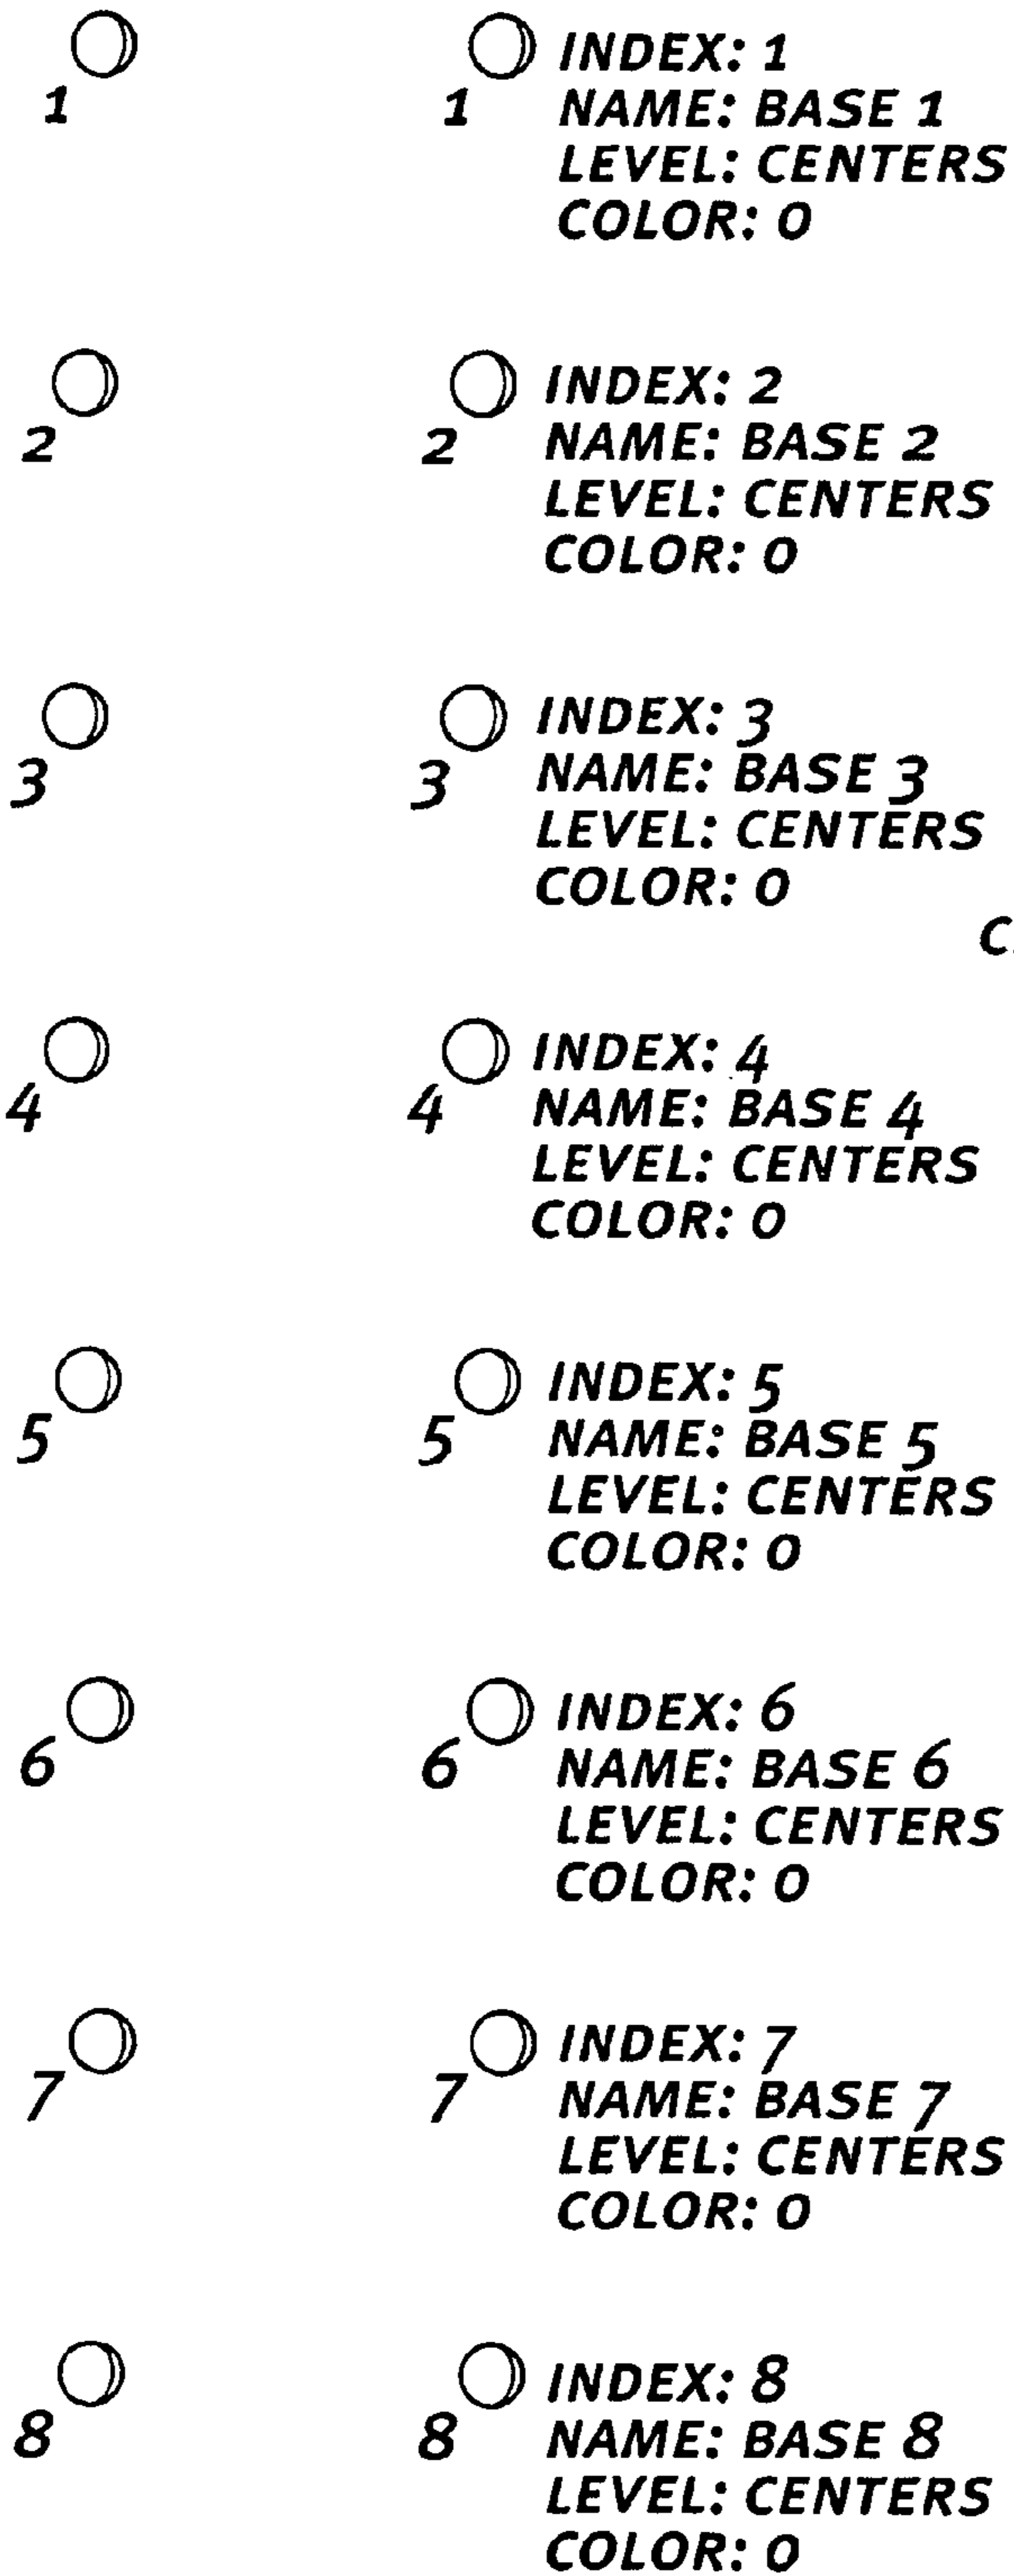 1
1
INDEX: 1
NAME: BASE 1
LEVEL: CENTERS
COLOR: 0
2
2
INDEX: 2
NAME: BASE 2
LEVEL: CENTERS
COLOR: 0
3
3
INDEX: 3
NAME: BASE 3
LEVEL: CENTERS
COLOR: 0
4
4
INDEX: 4
NAME: BASE 4
LEVEL: CENTERS
COLOR: 0
5
5
INDEX: 5
NAME: BASE 5
LEVEL: CENTERS
COLOR: 0
6
6
INDEX: 6
NAME: BASE 6
LEVEL: CENTERS
COLOR: 0
7
7
INDEX: 7
NAME: BASE 7
LEVEL: CENTERS
COLOR: 0
8
8
INDEX: 8
NAME: BASE 8
LEVEL: CENTERS
COLOR: 0